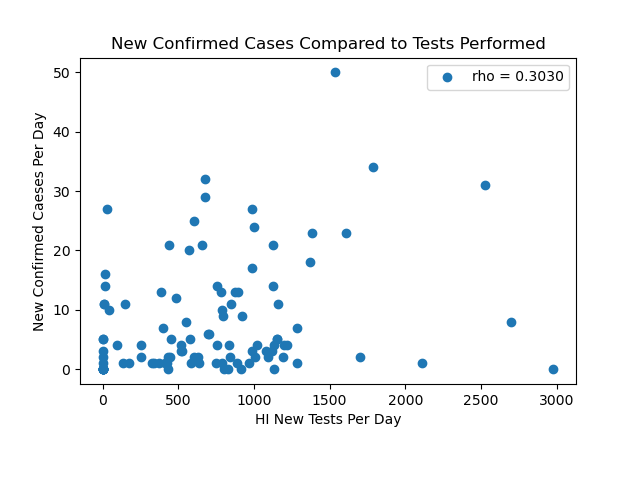 New Confirmed Cases Compared to Tests Performed
rho = 0.3030
New Confirmed Caeses Per Day
50
40
30
20
10
0
0 500 1000 1500 2000 2500 3000
HI New Tests Per Day